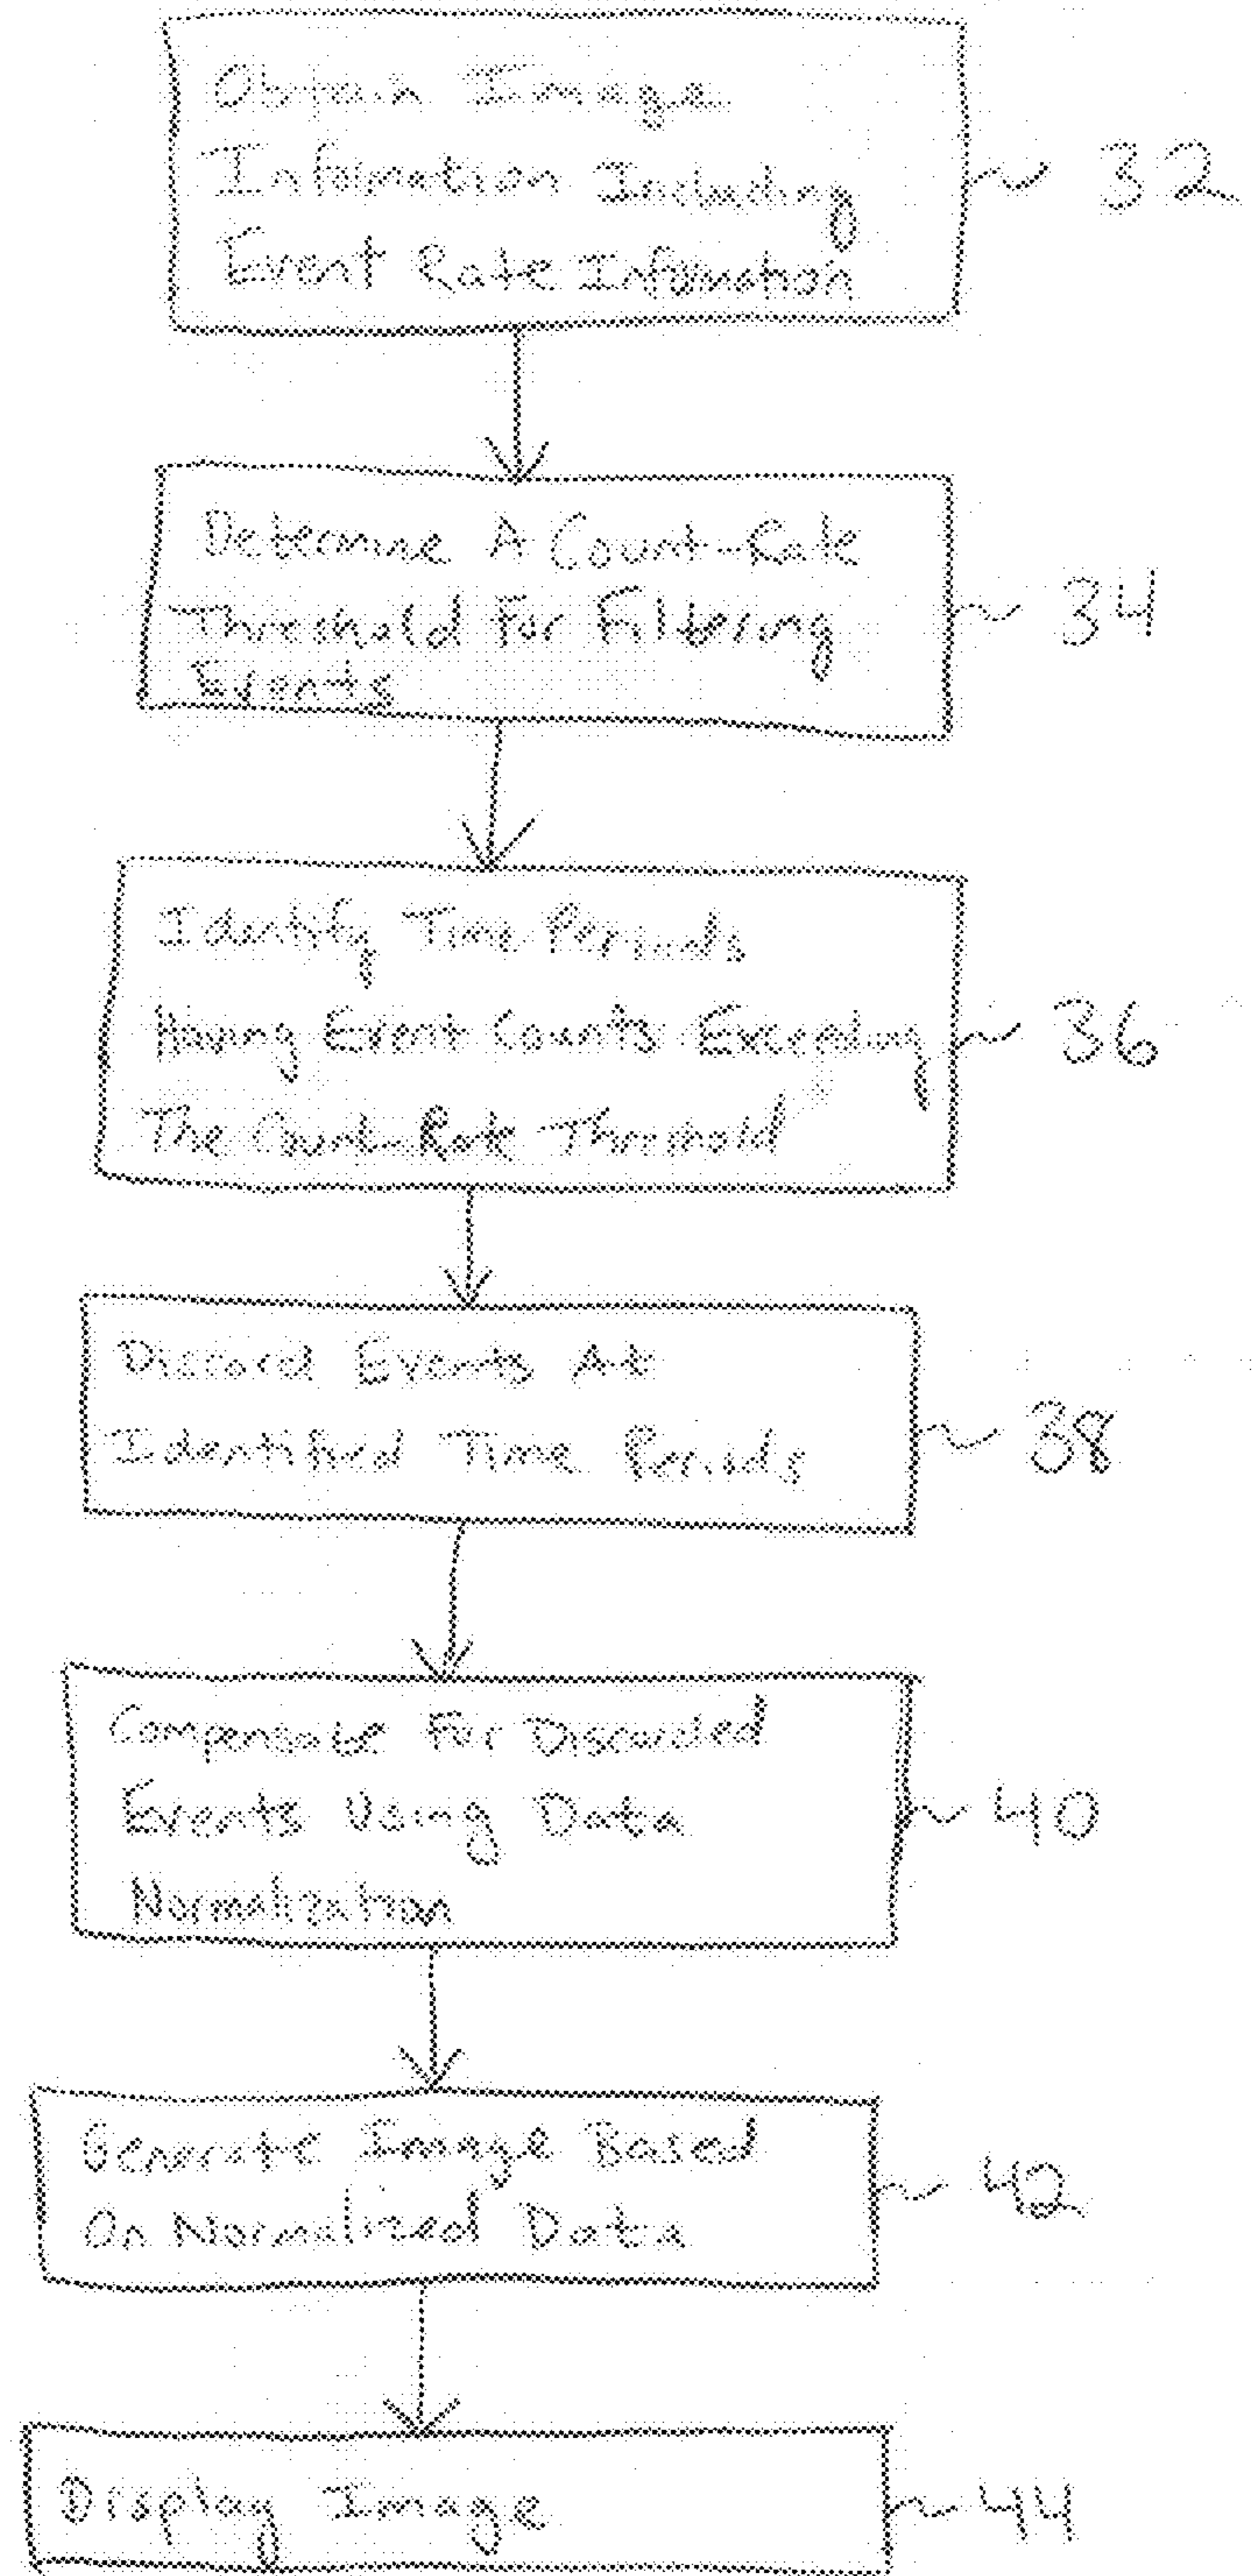 Obtain Image
Information Including
Event Rate Information
32
Determine A Count-Rate
Threshold For Filtering
Events
34
Identify Time Periods
Having Event Counts Exceeding
The Count-Rate Threshold
36
Discard Events At
Identified Time Periods
38
Compensate For Discarded
Events Using Data
Normalization
40
Generate Image Based
On Normalized Data
42
Display Image
44